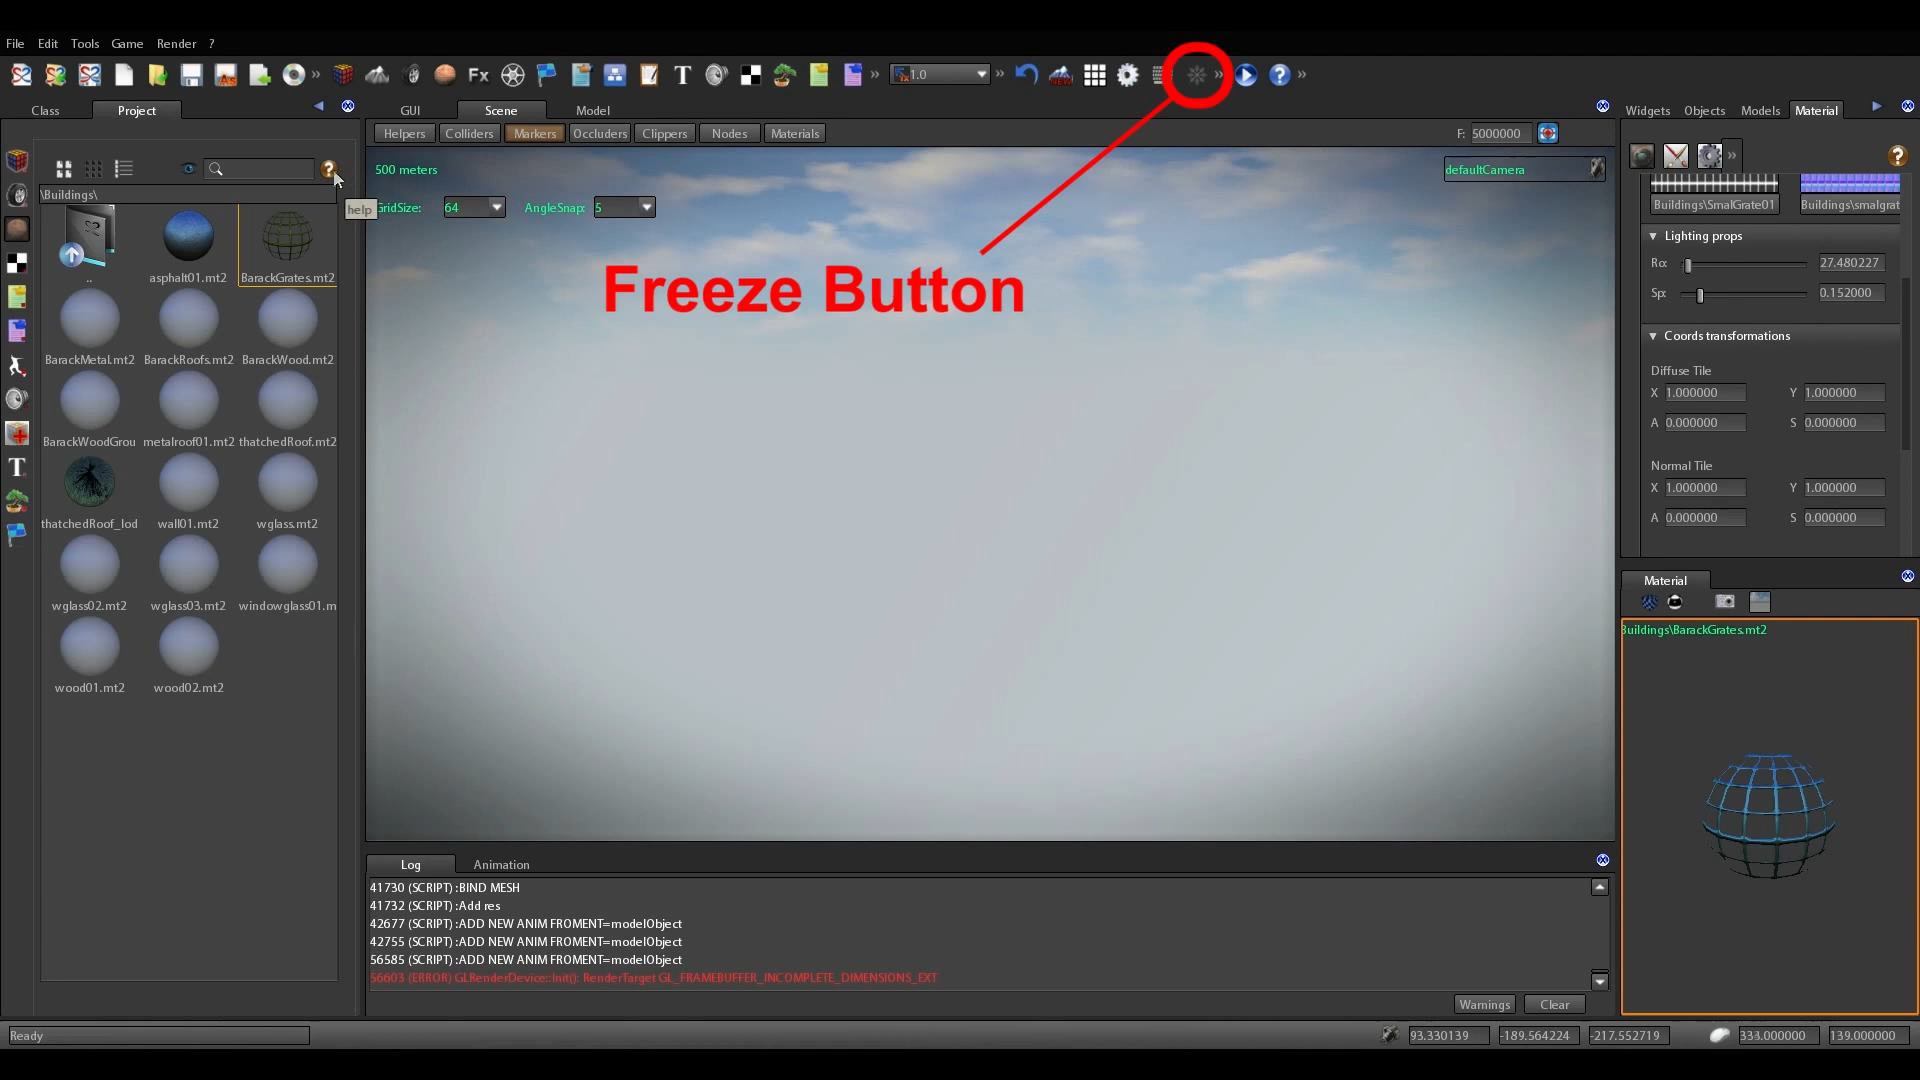 File Edit Tools Game Render ?
Fx T 1.0
Class Project
GUI Scene Model
Widgets Objects Models Material
Helpers Colliders Markers Occluders Clippers Nodes Materials F: 5000000
\Buildings\
help
500 meters
defaultCamera
GridSize: 64 AngleSnap: 5
Freeze Button
.. asphalt01.mt2 BarackGrates.mt2
BarackMetal.mt2 BarackRoofs.mt2 BarackWood.mt2
BarackWoodGrou metalroof01.mt2 thatchedRoof.mt2
thatchedRoof_lod wall01.mt2 wglass.mt2
wglass02.mt2 wglass03.mt2 windowglass01.m
wood01.mt2 wood02.mt2
Buildings\SmalGrate01 Buildings\smalgrat
Lighting props
Ro: 27.480227
Sp: 0.152000
Coords transformations
Diffuse Tile
X 1.000000 Y 1.000000
A 0.000000 S 0.000000
Normal Tile
X 1.000000 Y 1.000000
A 0.000000 S 0.000000
Material
Buildings\BarackGrates.mt2
Log Animation
41730 (SCRIPT) :BIND MESH
41732 (SCRIPT) :Add res
42677 (SCRIPT) :ADD NEW ANIM FROMENT=modelObject
42755 (SCRIPT) :ADD NEW ANIM FROMENT=modelObject
56585 (SCRIPT) :ADD NEW ANIM FROMENT=modelObject
56603 (ERROR) GLRenderDevice::Init(): RenderTarget GL_FRAMEBUFFER_INCOMPLETE_DIMENSIONS_EXT
Warnings Clear
Ready 93.330139 -189.564224 -217.552719 333.000000 139.000000